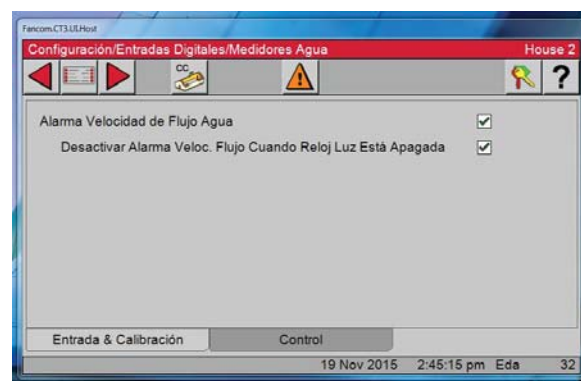 Fancom.CT3.UI.Host
Configuración/Entradas Digitales/Medidores Agua House 2
CC
?
Alarma Velocidad de Flujo Agua
Desactivar Alarma Veloc. Flujo Cuando Reloj Luz Está Apagada
Entrada & Calibración Control
19 Nov 2015 2:45:15 pm Eda 32